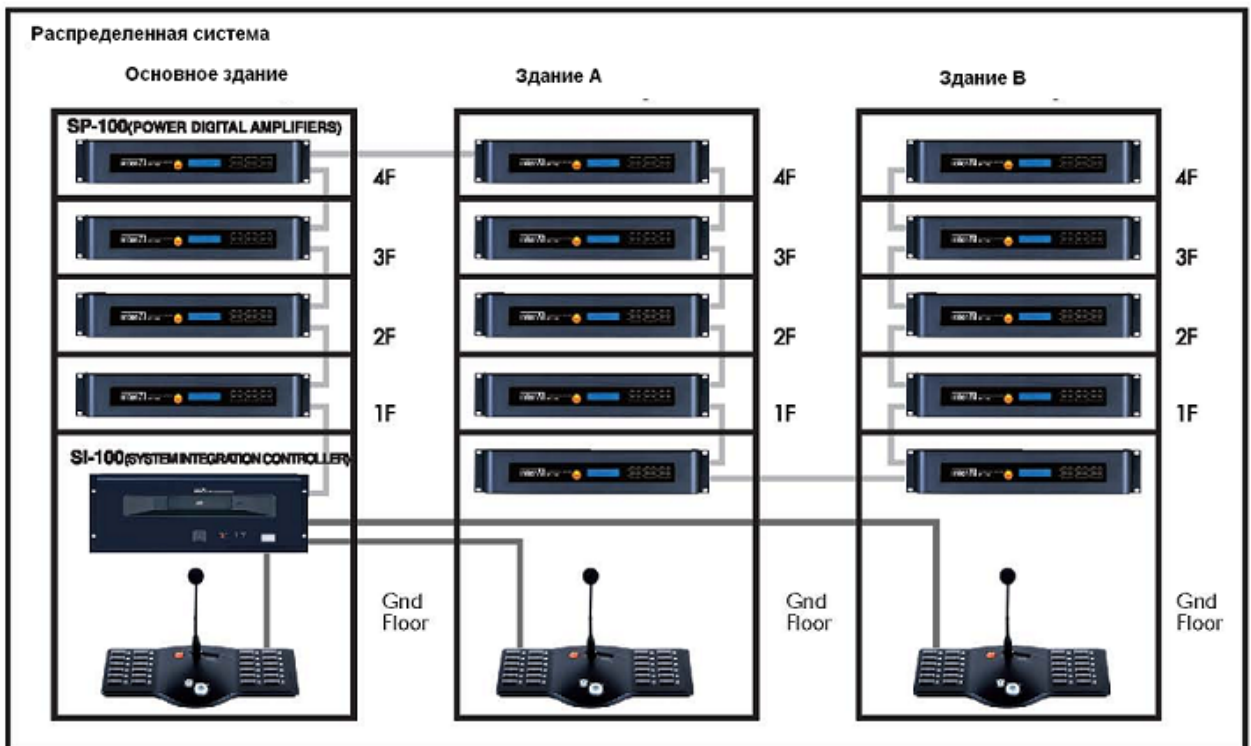 Распределенная система
Основное здание
Здание A
Здание B
SP-100(POWER DIGITAL AMPLIFIERS)
4F
4F
4F
3F
3F
3F
2F
2F
2F
1F
1F
1F
SI-100(SYSTEM INTEGRATION CONTROLLER)
Gnd
Floor
Gnd
Floor
Gnd
Floor